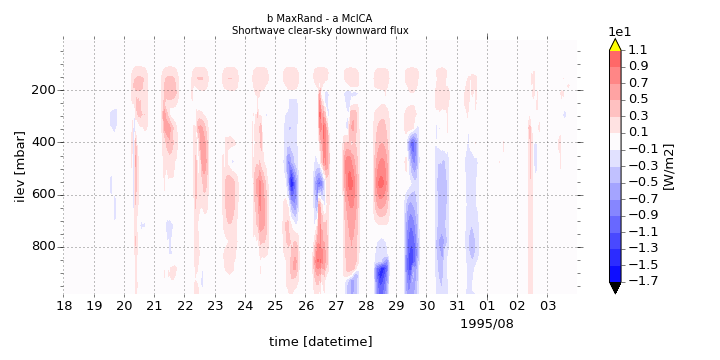 b MaxRand - a McICA
Shortwave clear-sky downward flux
1e1
1.1
0.9
0.7
0.5
0.3
0.1
−0.1
−0.3
−0.5
−0.7
−0.9
−1.1
−1.3
−1.5
−1.7
[W/m2]
200
400
600
800
ilev [mbar]
18 19 20 21 22 23 24 25 26 27 28 29 30 31 01 02 03
1995/08
time [datetime]